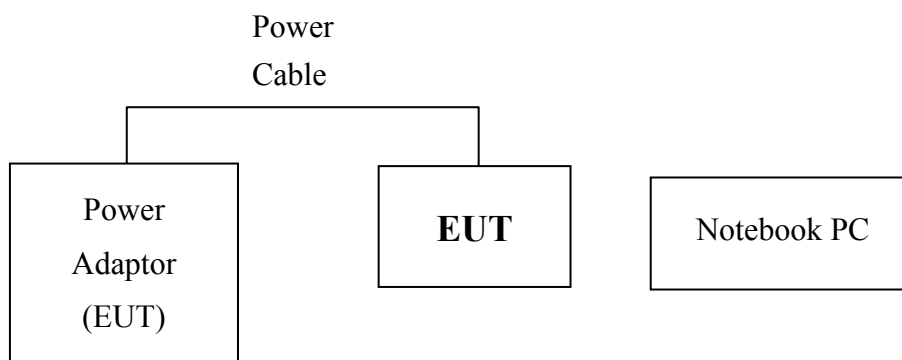 Power
Cable
Power
Adaptor
(EUT)
EUT
Notebook PC